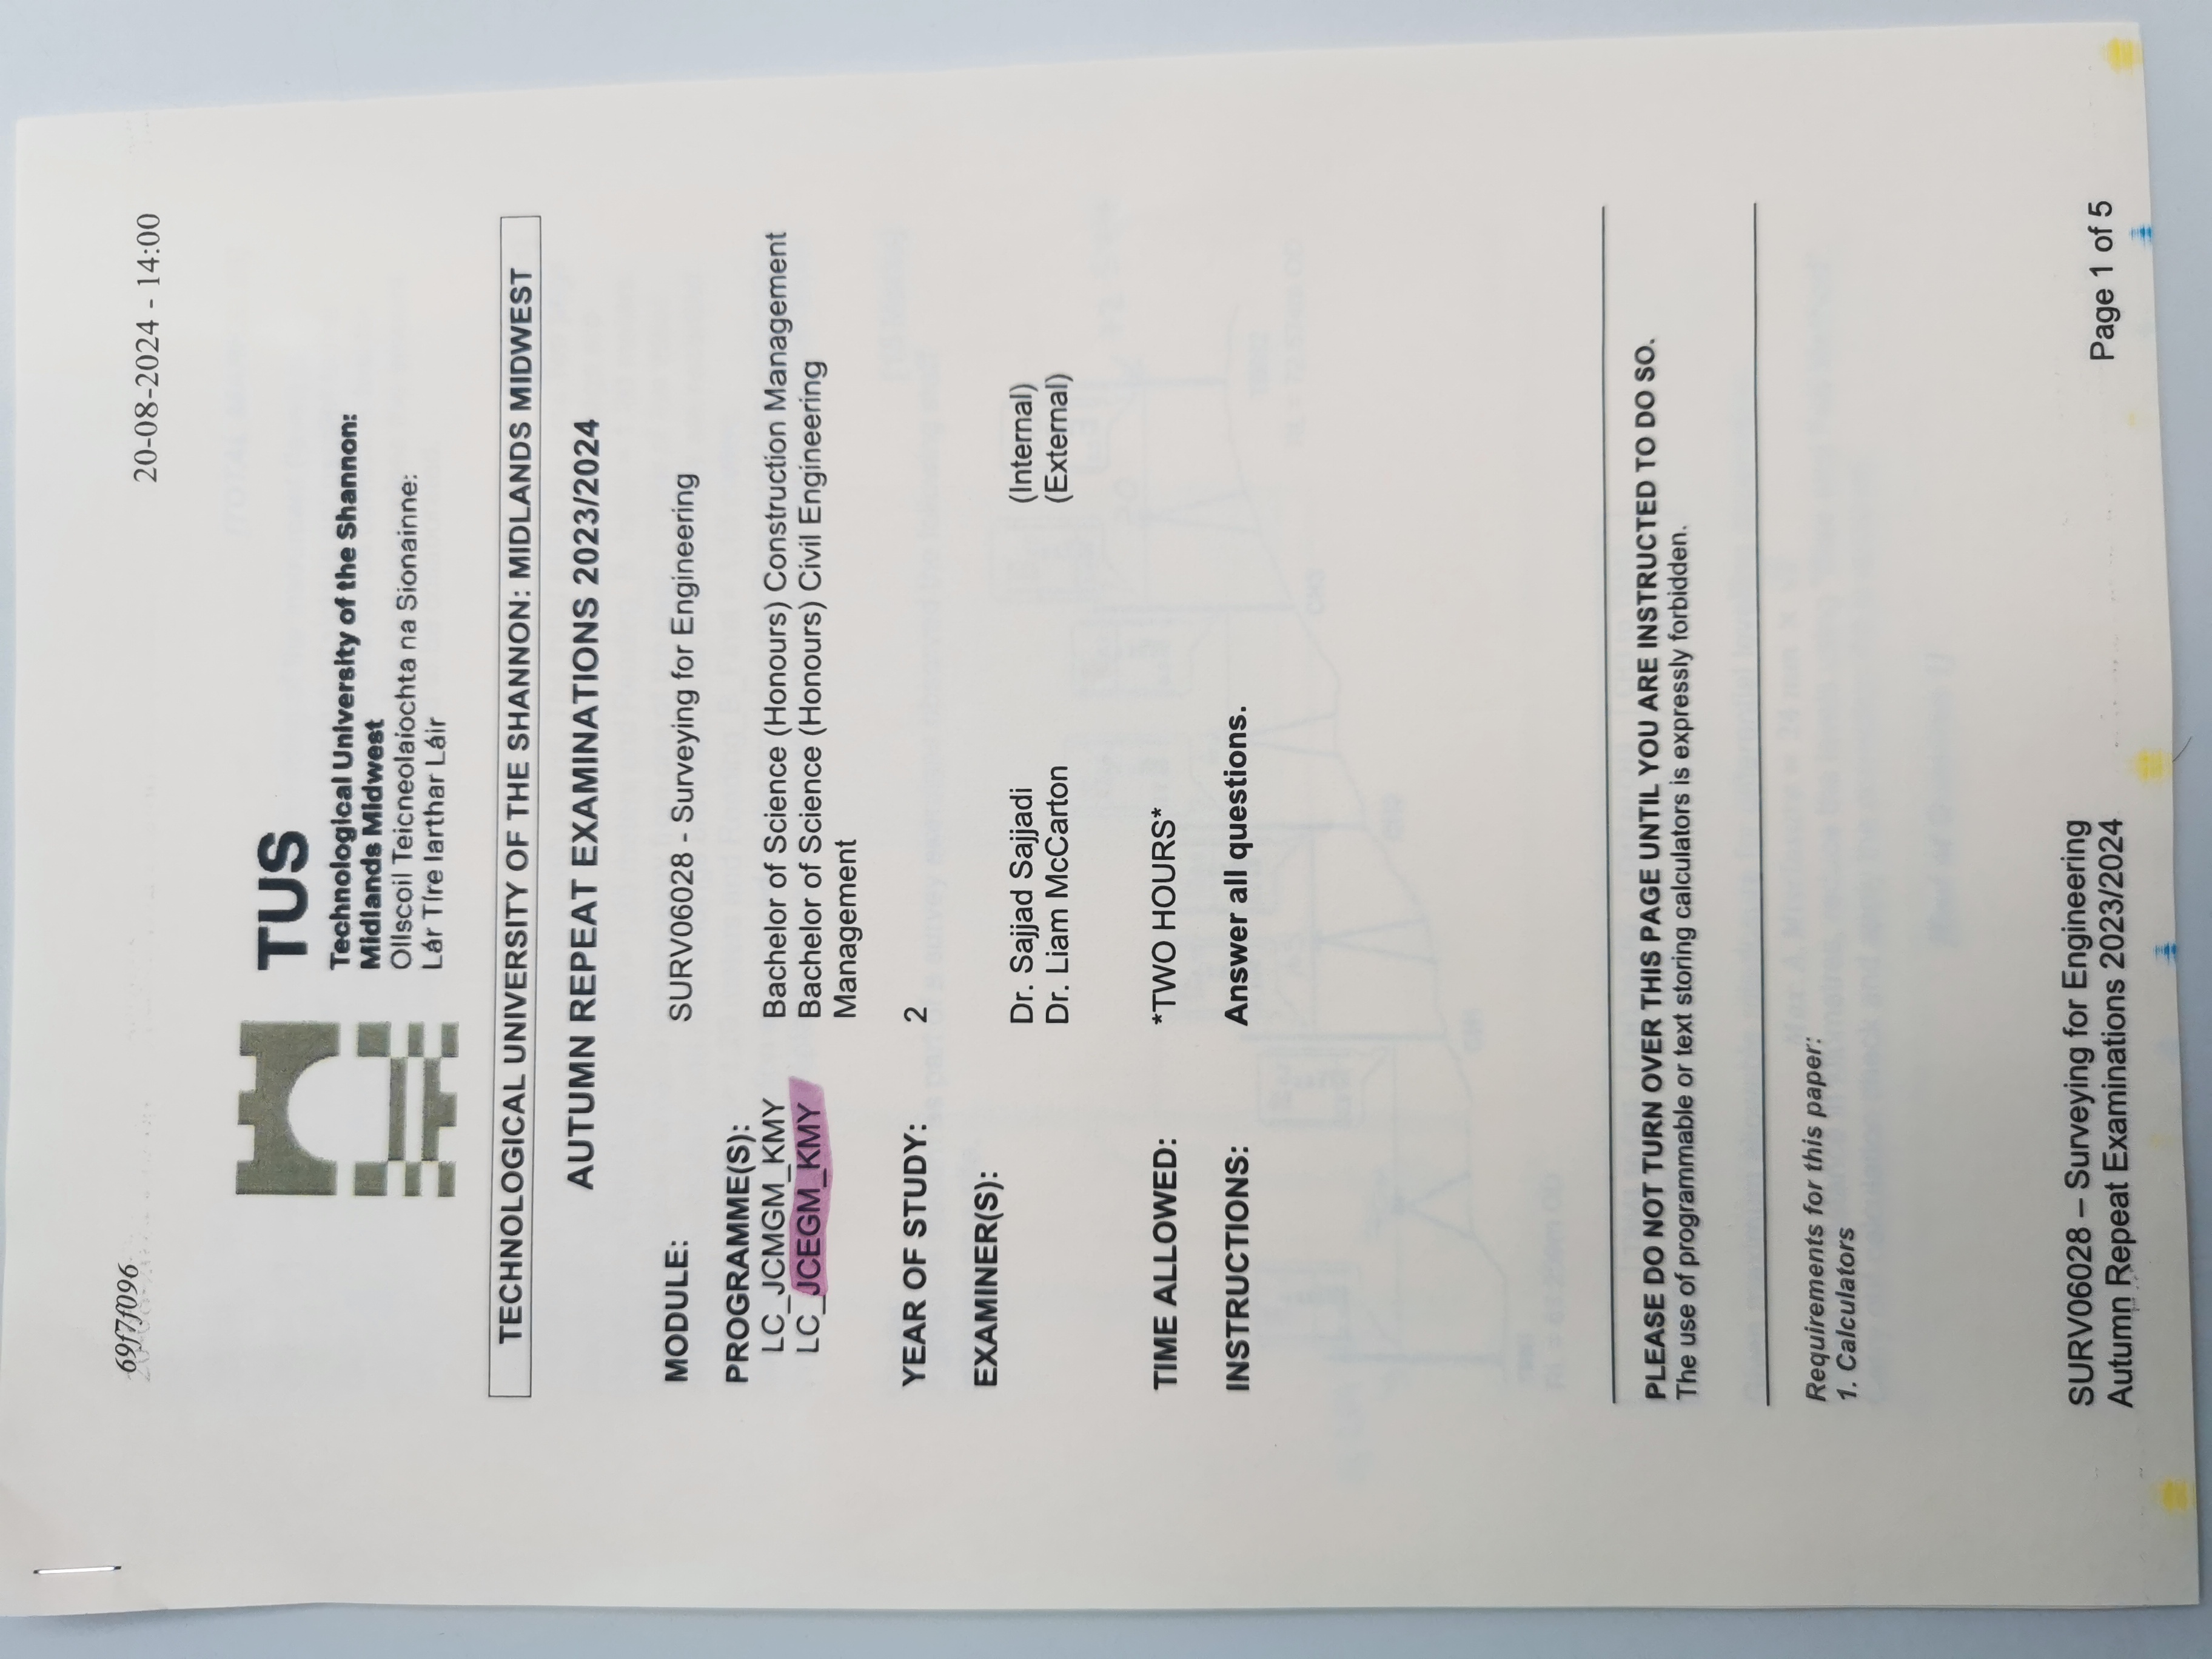 69f7f096
20-08-2024 - 14:00
TUS
Technological University of the Shannon:
Midlands Midwest
Ollscoil Teicneolaíochta na Sionainne:
Lár Tíre Iarthar Láir
TECHNOLOGICAL UNIVERSITY OF THE SHANNON: MIDLANDS MIDWEST
AUTUMN REPEAT EXAMINATIONS 2023/2024
MODULE: SURV06028 - Surveying for Engineering
PROGRAMME(S):
LC_JCMGM_KMY Bachelor of Science (Honours) Construction Management
LC_JCEGM_KMY Bachelor of Science (Honours) Civil Engineering
Management
YEAR OF STUDY: 2
EXAMINER(S):
Dr. Sajjad Sajjadi (Internal)
Dr. Liam McCarton (External)
TIME ALLOWED: *TWO HOURS*
INSTRUCTIONS: Answer all questions.
PLEASE DO NOT TURN OVER THIS PAGE UNTIL YOU ARE INSTRUCTED TO DO SO.
The use of programmable or text storing calculators is expressly forbidden.
Requirements for this paper:
1. Calculators
SURV06028 – Surveying for Engineering
Autumn Repeat Examinations 2023/2024
Page 1 of 5